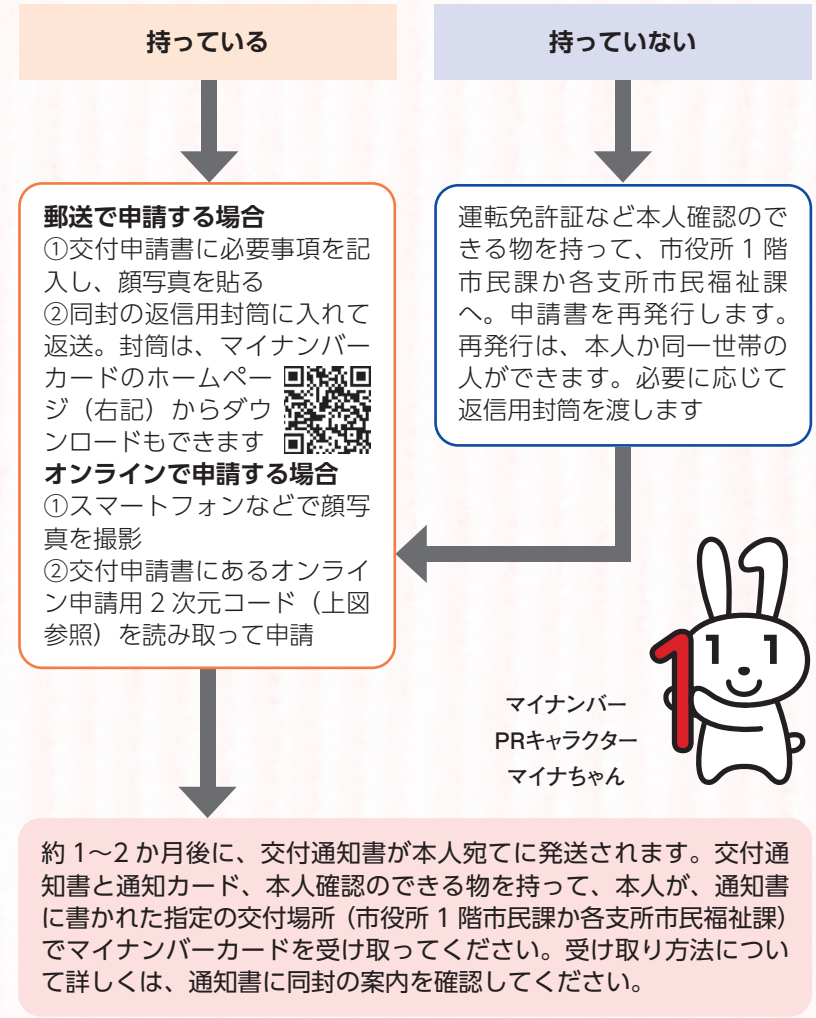 持っている
持っていない
郵送で申請する場合
①交付申請書に必要事項を記
入し、顔写真を貼る
②同封の返信用封筒に入れて
返送。封筒は、マイナンバー
カードのホームペー
ジ（右記）からダウ
ンロードもできます
オンラインで申請する場合
①スマートフォンなどで顔写
真を撮影
②交付申請書にあるオンライ
ン申請用２次元コード（上図
参照）を読み取って申請
運転免許証など本人確認ので
きる物を持って、市役所１階
市民課か各支所市民福祉課
へ。申請書を再発行します。
再発行は、本人か同一世帯の
人ができます。必要に応じて
返信用封筒を渡します
1
1 1
マイナンバー
PRキャラクター
マイナちゃん
約１～２か月後に、交付通知書が本人宛てに発送されます。交付通
知書と通知カード、本人確認のできる物を持って、本人が、通知書
に書かれた指定の交付場所（市役所１階市民課か各支所市民福祉課）
でマイナンバーカードを受け取ってください。受け取り方法につい
て詳しくは、通知書に同封の案内を確認してください。